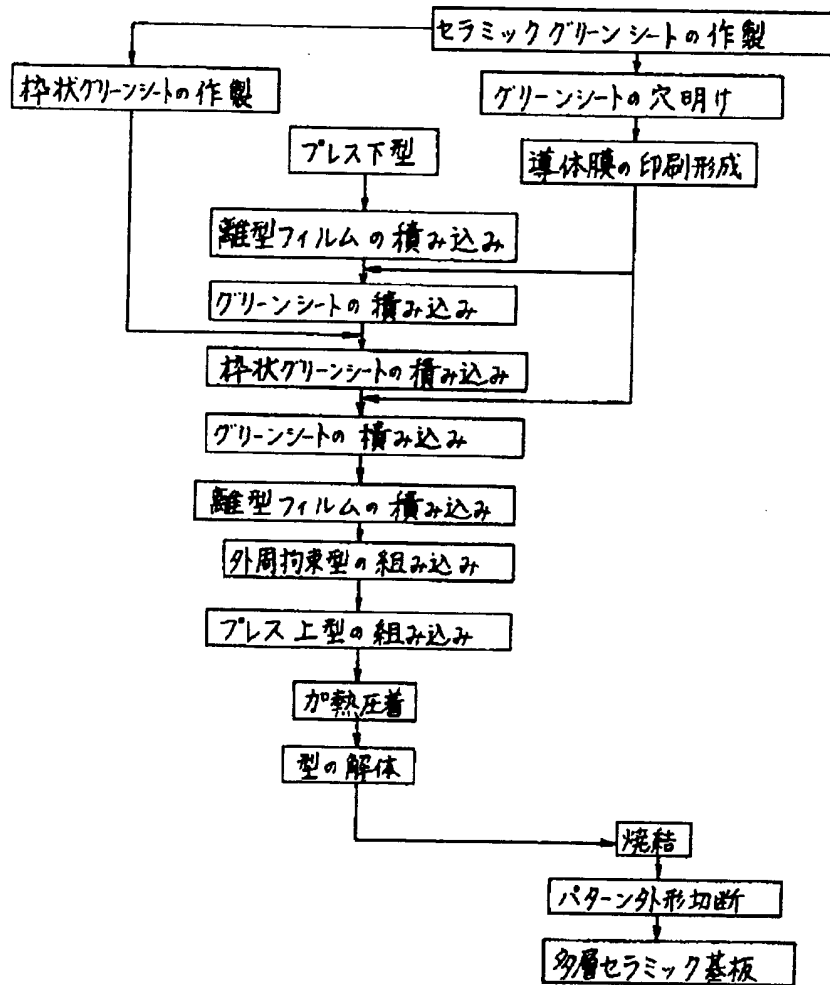 セラミックグリーンシートの作製
枠状グリーンシートの作製
グリーンシートの穴明け
プレス下型
導体膜の印刷形成
離型フィルムの積み込み
グリーンシートの積み込み
枠状グリーンシートの積み込み
グリーンシートの積み込み
離型フィルムの積み込み
外周拘束型の組み込み
プレス上型の組み込み
加熱圧着
型の解体
焼結
パターン外形切断
多層セラミック基板